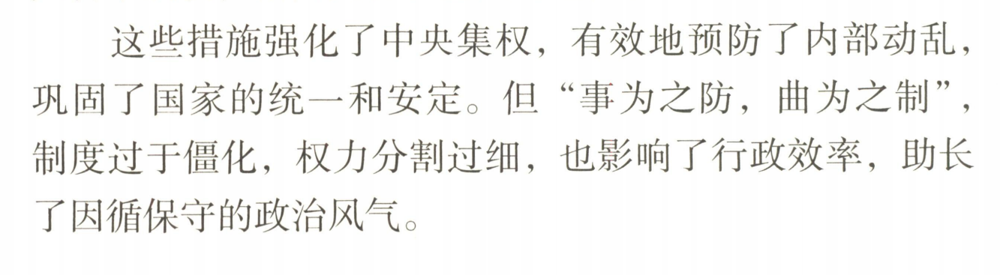 这些措施强化了中央集权，有效地预防了内部动乱，
巩固了国家的统一和安定。但“事为之防，曲为之制”，
制度过于僵化，权力分割过细，也影响了行政效率，助长
了因循保守的政治风气。